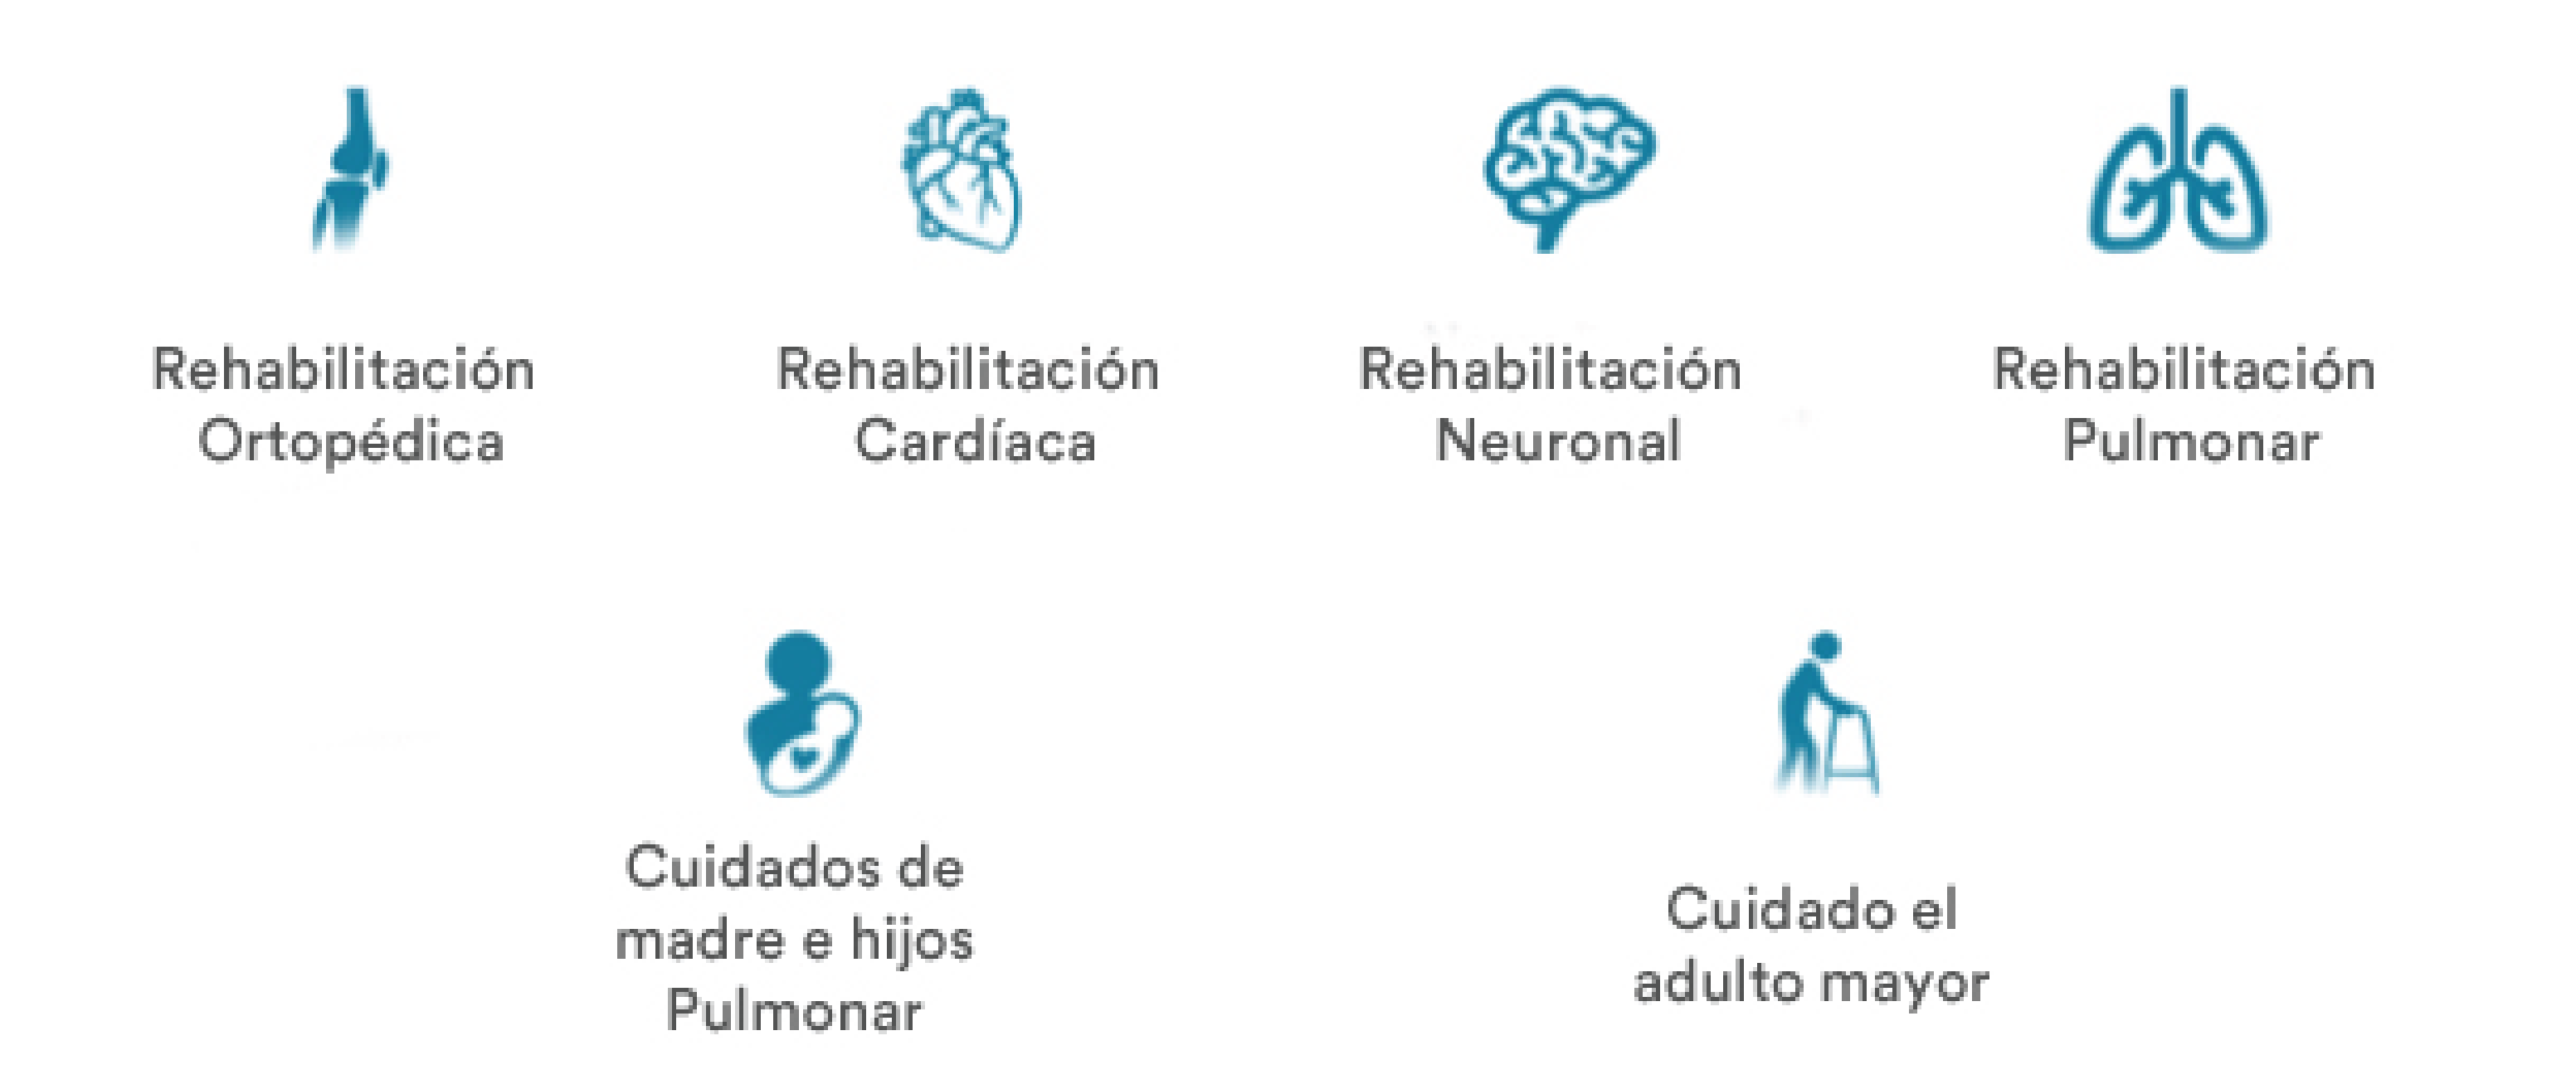 Rehabilitación
Ortopédica
Rehabilitación
Cardíaca
Rehabilitación
Neuronal
Rehabilitación
Pulmonar
Cuidados de
madre e hijos
Pulmonar
Cuidado el
adulto mayor